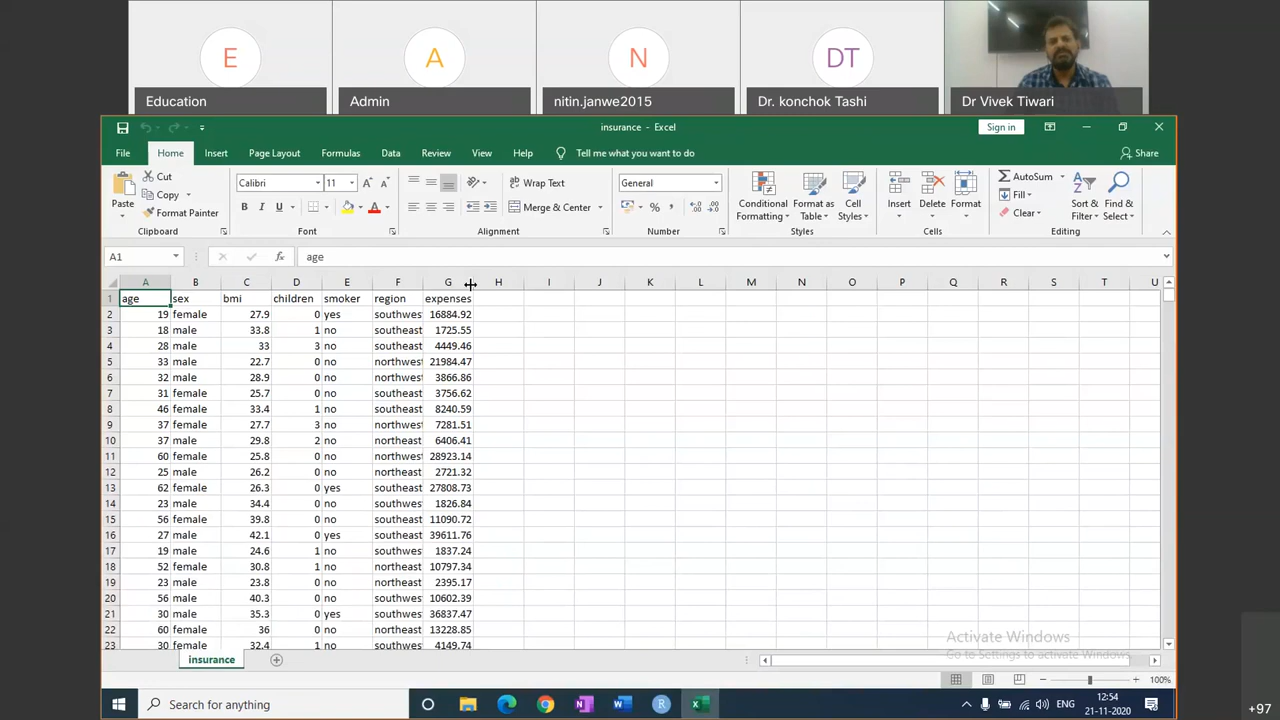 E
A
N
DT
Education
Admin
nitin.janwe2015
Dr. konchok Tashi
Dr Vivek Tiwari
insurance - Excel
Sign in
File Home Insert Page Layout Formulas Data Review View Help Tell me what you want to do Share
Paste
Cut
Copy
Format Painter
Clipboard
Calibri 11
B I U
A
Font
Wrap Text
Merge & Center
Alignment
General
%
Number
Conditional Formatting
Format as Table
Cell Styles
Styles
Insert
Delete
Format
Cells
AutoSum
Fill
Clear
Sort & Filter
Find & Select
Editing
A1 fx age
A B C D E F G H I J K L M N O P Q R S T U
1 age sex bmi children smoker region expenses
2 19 female 27.9 0 yes southwes 16884.92
3 18 male 33.8 1 no southeast 1725.55
4 28 male 33 3 no southeast 4449.46
5 33 male 22.7 0 no northwest 21984.47
6 32 male 28.9 0 no northwest 3866.86
7 31 female 25.7 0 no southeast 3756.62
8 46 female 33.4 1 no southeast 8240.59
9 37 female 27.7 3 no northwest 7281.51
10 37 male 29.8 2 no northeast 6406.41
11 60 female 25.8 0 no northwest 28923.14
12 25 male 26.2 0 no northeast 2721.32
13 62 female 26.3 0 yes southeast 27808.73
14 23 male 34.4 0 no southwes 1826.84
15 56 female 39.8 0 no southeast 11090.72
16 27 male 42.1 0 yes southeast 39611.76
17 19 male 24.6 1 no southwes 1837.24
18 52 female 30.8 1 no northeast 10797.34
19 23 male 23.8 0 no northeast 2395.17
20 56 male 40.3 0 no southwes 10602.39
21 30 male 35.3 0 yes southwes 36837.47
22 60 female 36 0 no northeast 13228.85
23 30 female 32.4 1 no southwes 4149.74
Activate Windows
Go to Settings to activate Windows.
insurance
100%
Search for anything
ENG
12:54
21-11-2020
+97